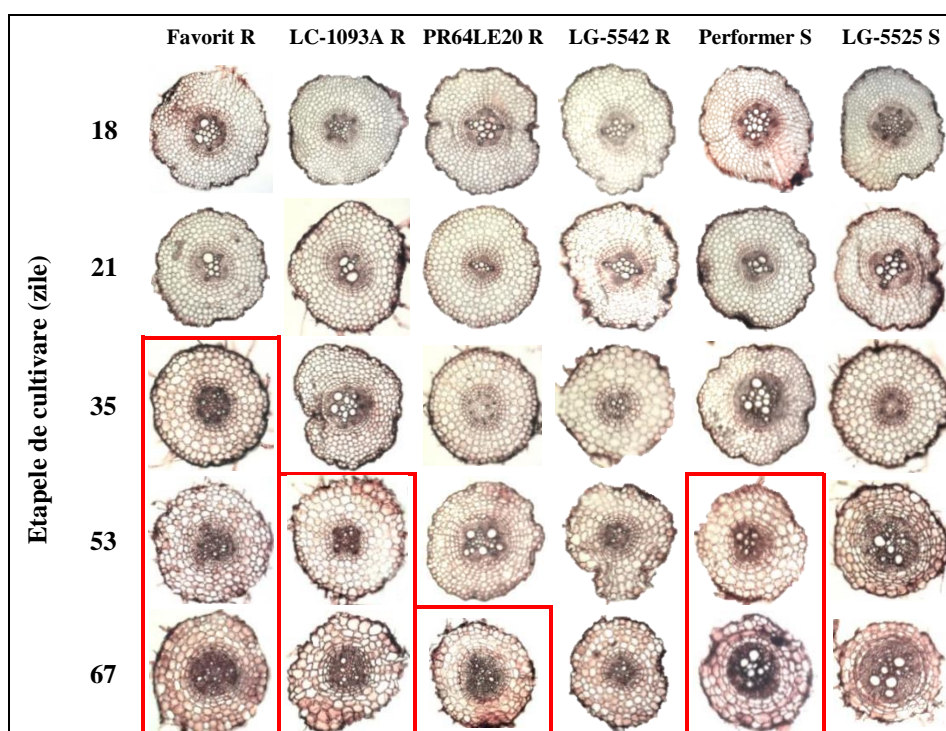 Favorit R LC-1093A R PR64LE20 R LG-5542 R Performer S LG-5525 S
Etapele de cultivare (zile)
18
21
35
53
67